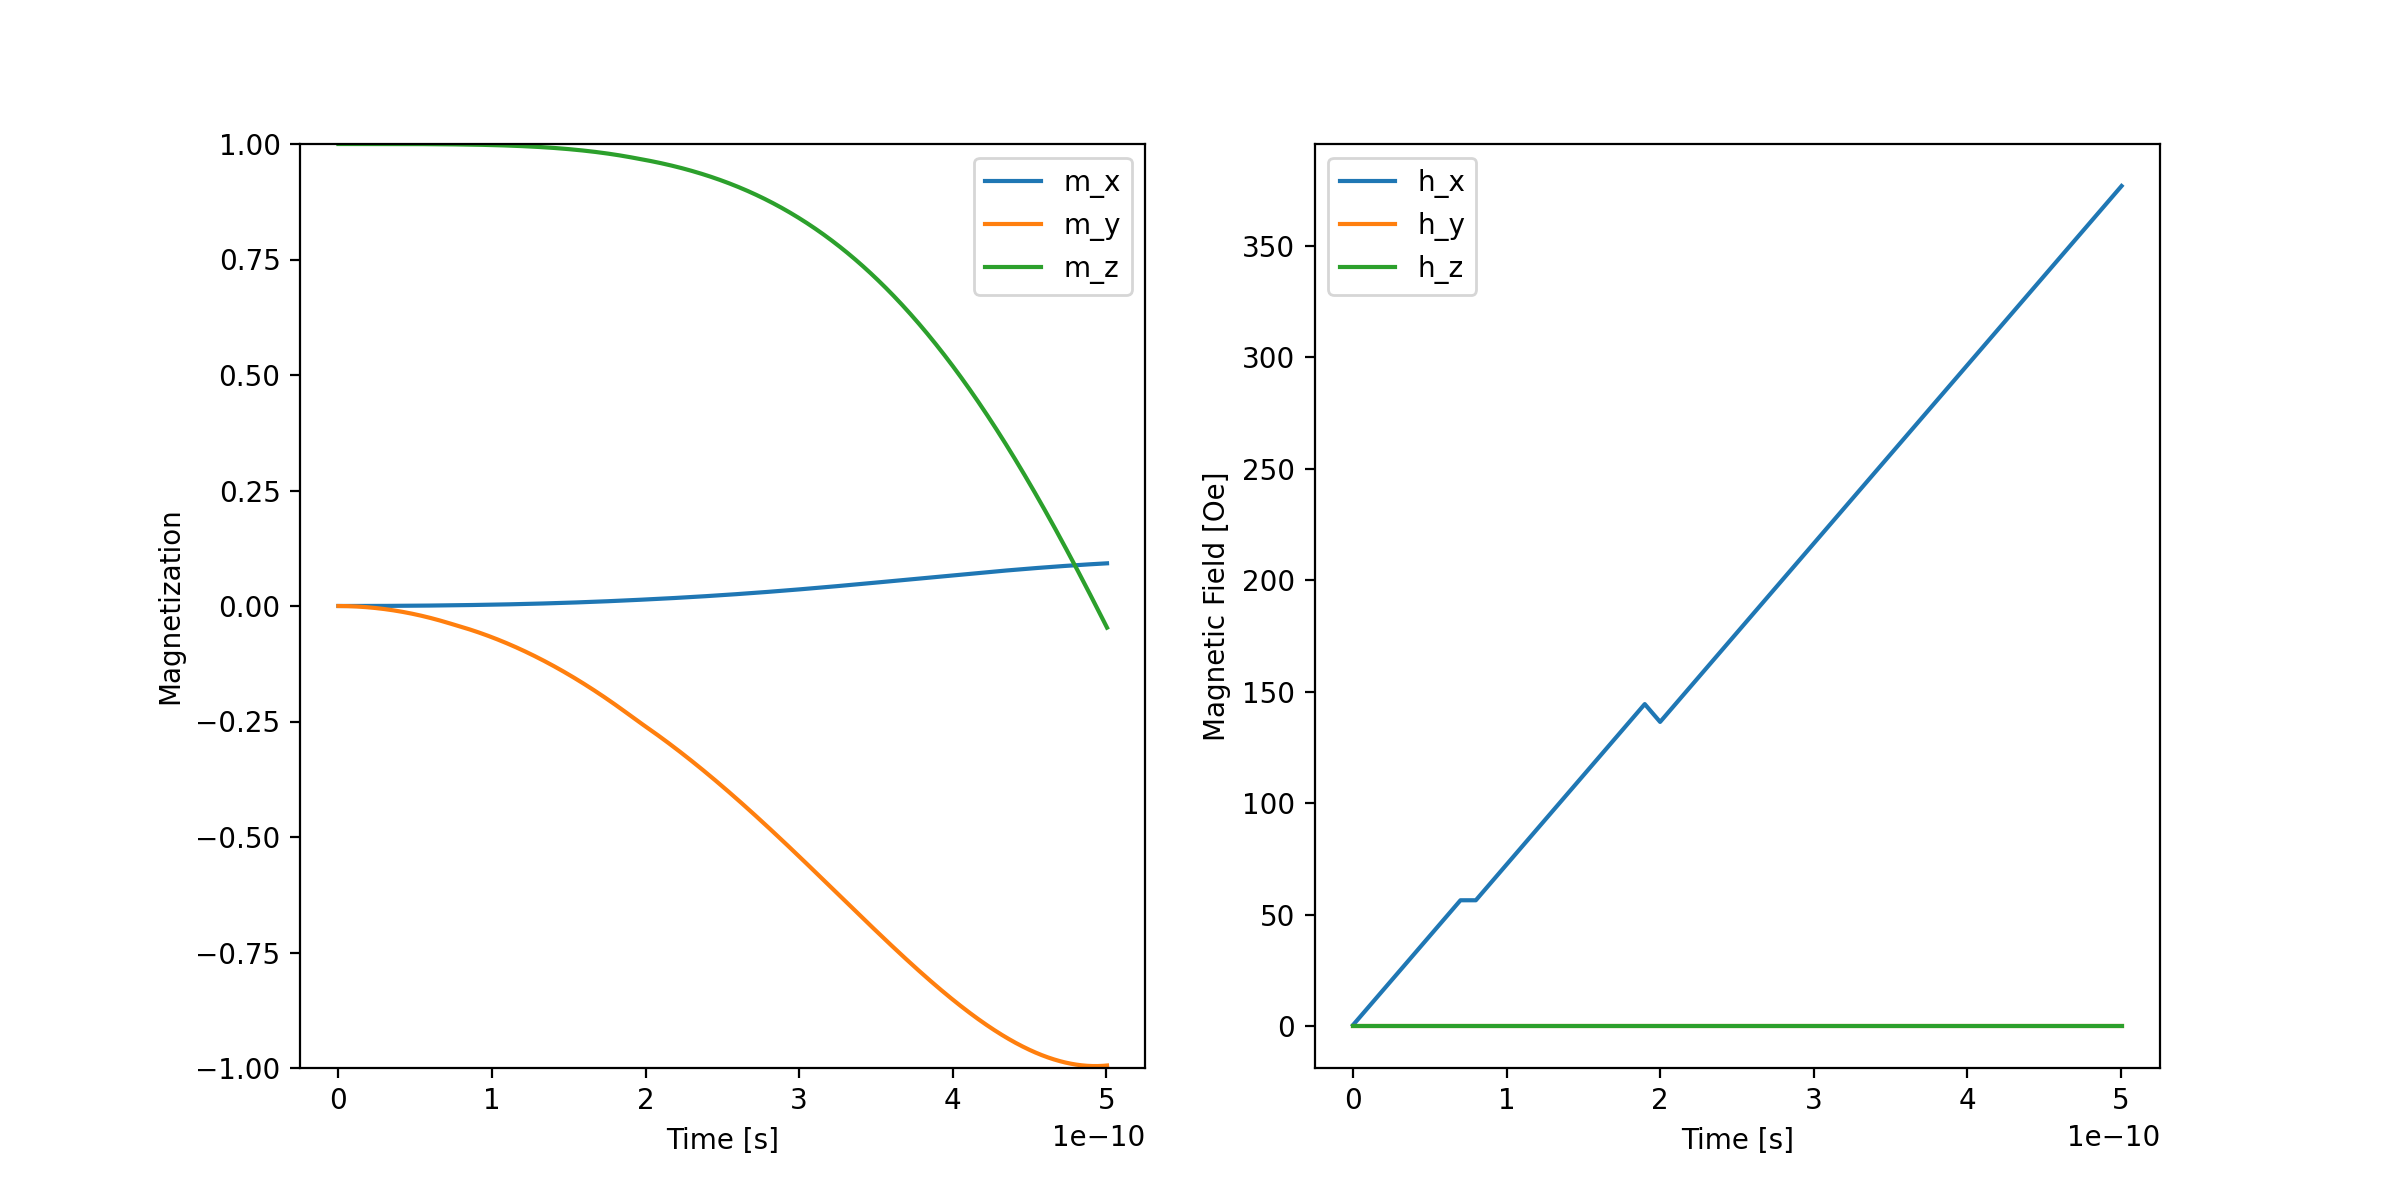 1.00
0.75
0.50
0.25
0.00
−0.25
−0.50
−0.75
−1.00
Magnetization
m_x
m_y
m_z
0 1 2 3 4 5
1e−10
Time [s]
350
300
250
200
150
100
50
0
Magnetic Field [Oe]
h_x
h_y
h_z
0 1 2 3 4 5
1e−10
Time [s]